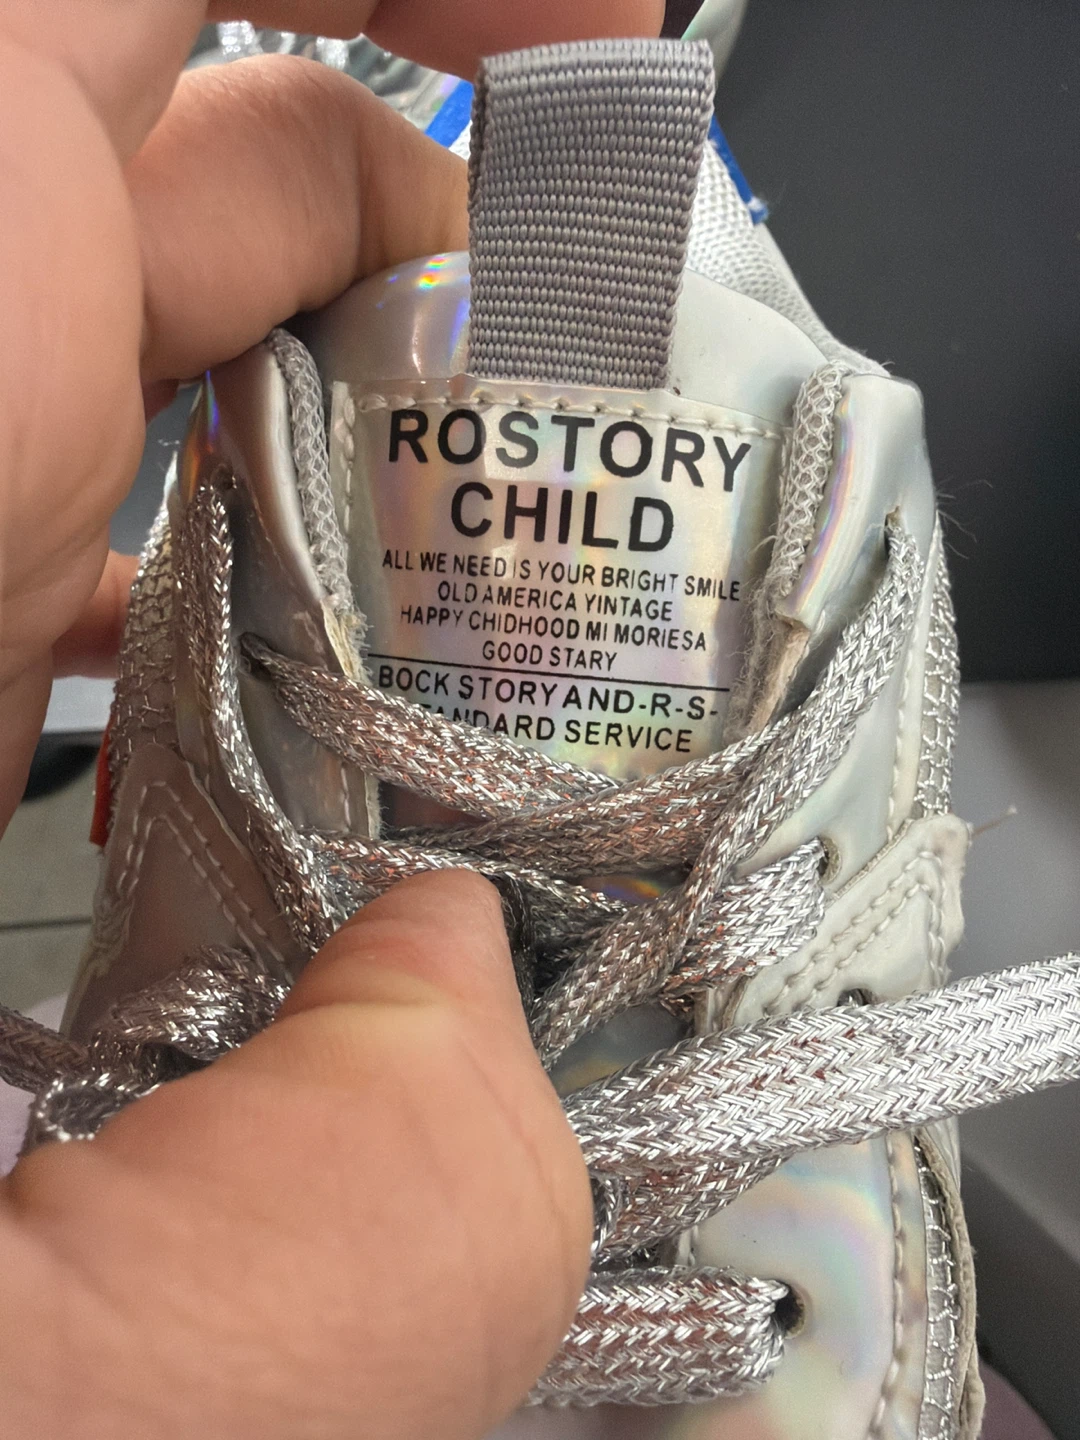 ROSTORY
CHILD
ALL WE NEED IS YOUR BRIGHT SMILE
OLD AMERICA YINTAGE
HAPPY CHIDHOOD MI MORIESA
GOOD STARY
BOCK STORY AND-R-S-
STANDARD SERVICE